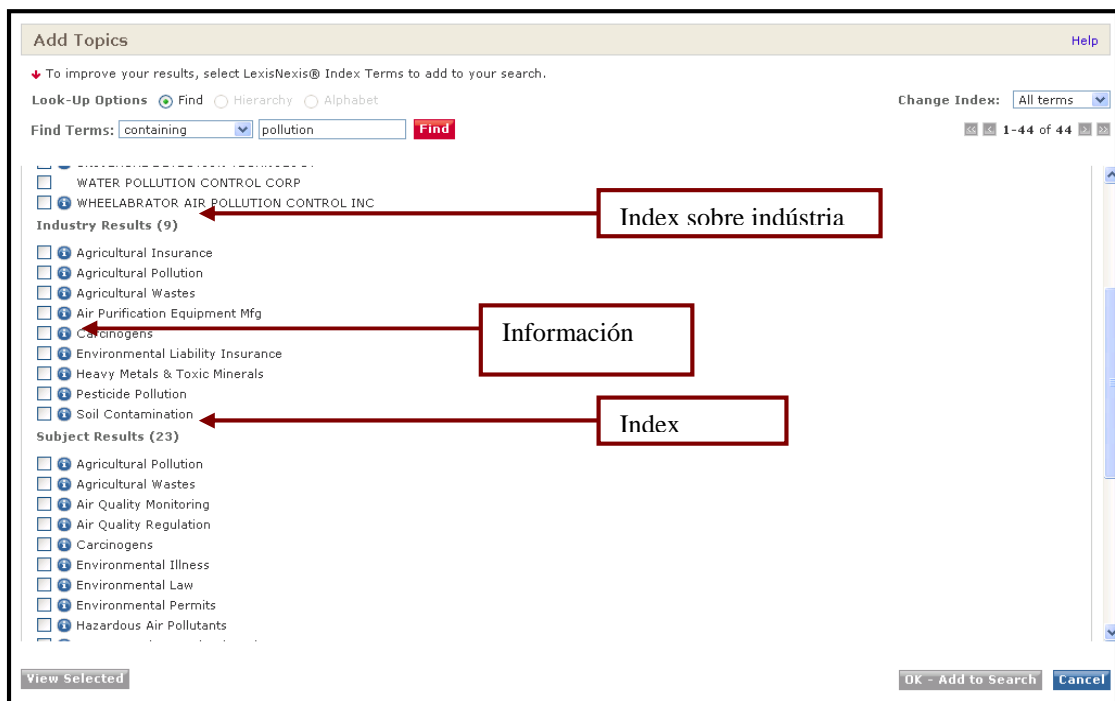 Add Topics Help
To improve your results, select LexisNexis® Index Terms to add to your search.
Look-Up Options Find Hierarchy Alphabet Change Index: All terms
Find Terms: containing pollution Find 1-44 of 44
WATER POLLUTION CONTROL CORP
WHEELABRATOR AIR POLLUTION CONTROL INC
Index sobre indústria
Industry Results (9)
Agricultural Insurance
Agricultural Pollution
Agricultural Wastes
Air Purification Equipment Mfg
Información
Carcinogens
Environmental Liability Insurance
Heavy Metals & Toxic Minerals
Pesticide Pollution
Soil Contamination
Index
Subject Results (23)
Agricultural Pollution
Agricultural Wastes
Air Quality Monitoring
Air Quality Regulation
Carcinogens
Environmental Illness
Environmental Law
Environmental Permits
Hazardous Air Pollutants
View Selected OK - Add to Search Cancel